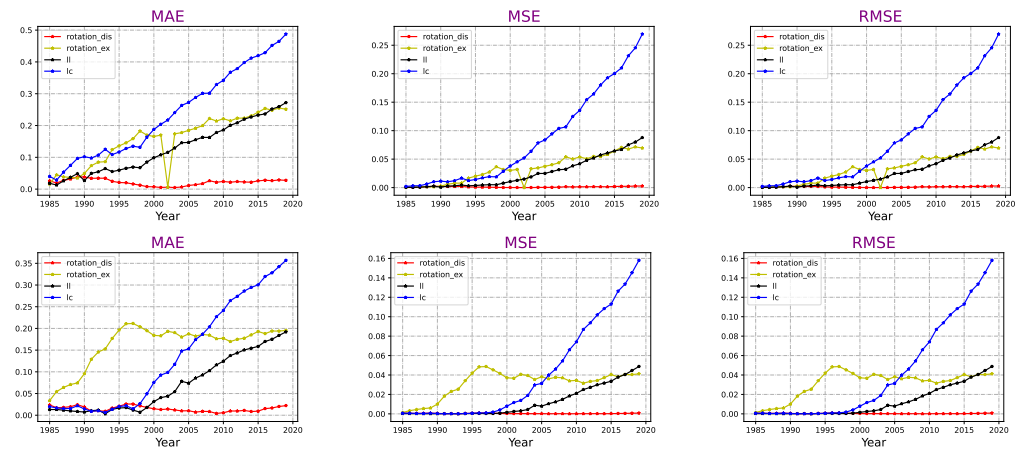 MAE
MSE
RMSE
0.5
0.4
0.3
0.2
0.1
0.0
rotation_dis
rotation_ex
ll
lc
1985 1990 1995 2000 2005 2010 2015 2020
Year
0.25
0.20
0.15
0.10
0.05
0.00
rotation_dis
rotation_ex
ll
lc
1985 1990 1995 2000 2005 2010 2015 2020
Year
0.25
0.20
0.15
0.10
0.05
0.00
rotation_dis
rotation_ex
ll
lc
1985 1990 1995 2000 2005 2010 2015 2020
Year
MAE
MSE
RMSE
0.35
0.30
0.25
0.20
0.15
0.10
0.05
0.00
rotation_dis
rotation_ex
ll
lc
1985 1990 1995 2000 2005 2010 2015 2020
Year
0.16
0.14
0.12
0.10
0.08
0.06
0.04
0.02
0.00
rotation_dis
rotation_ex
ll
lc
1985 1990 1995 2000 2005 2010 2015 2020
Year
0.16
0.14
0.12
0.10
0.08
0.06
0.04
0.02
0.00
rotation_dis
rotation_ex
ll
lc
1985 1990 1995 2000 2005 2010 2015 2020
Year